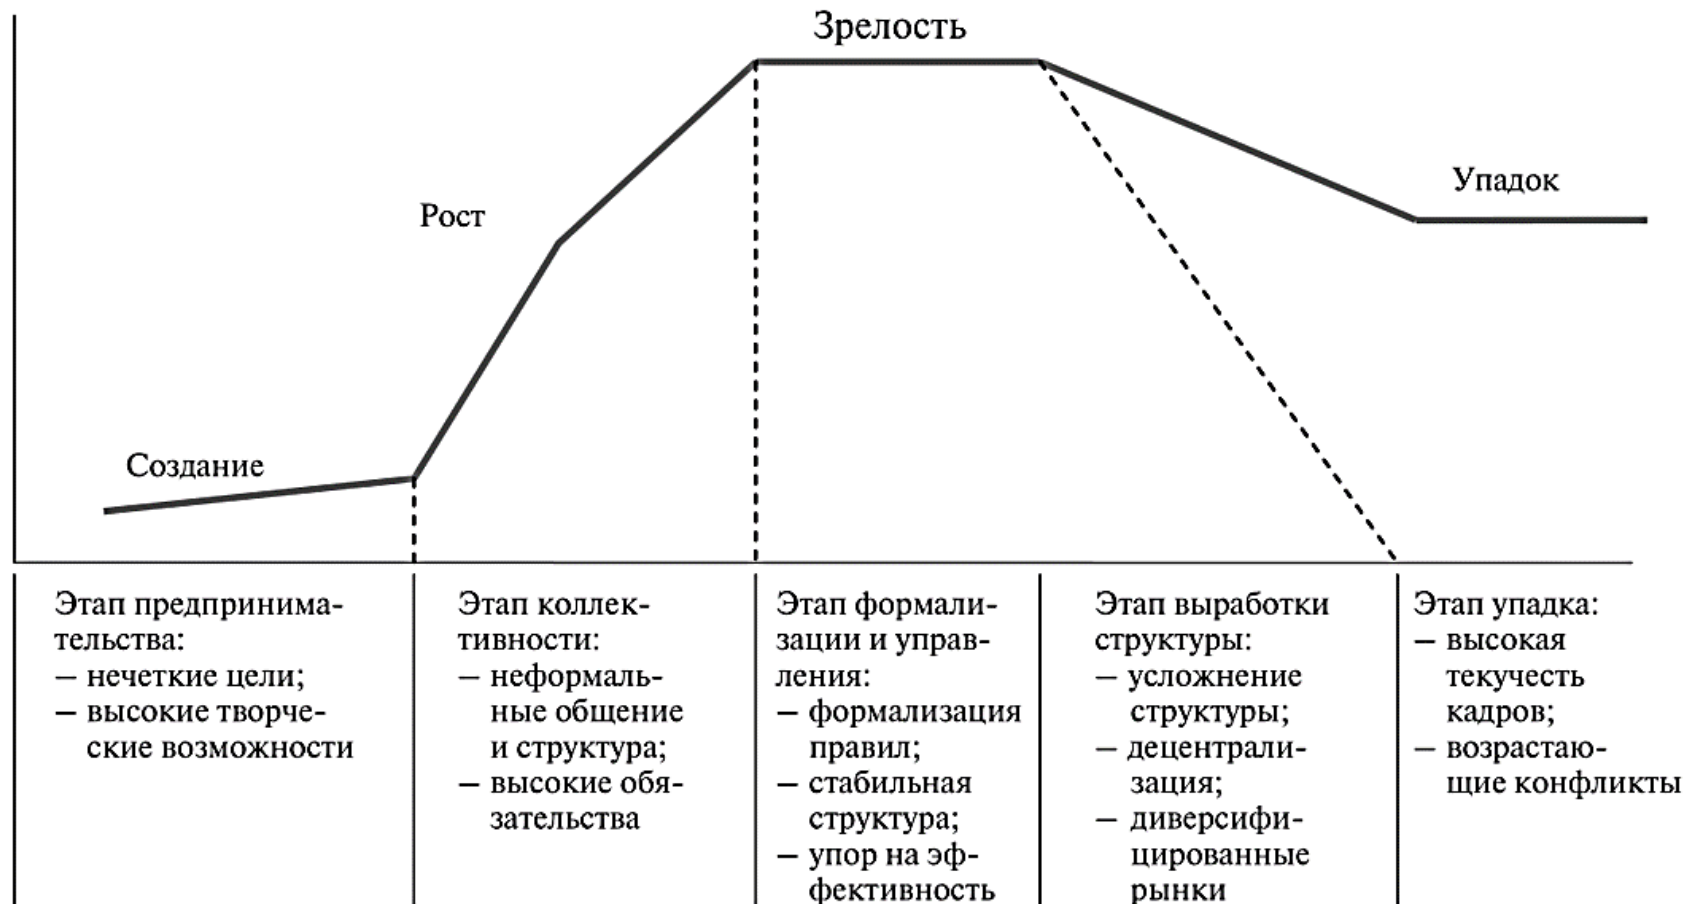 Зрелость
Упадок
Рост
Создание
Этап предпринима-
тельства:
– нечеткие цели;
– высокие творче-
ские возможности
Этап коллек-
тивности:
– неформаль-
ные общение
и структура;
– высокие обя-
зательства
Этап формали-
зации и управ-
ления:
– формализация
правил;
– стабильная
структура;
– упор на эф-
фективность
Этап выработки
структуры:
– усложнение
структуры;
– децентрали-
зация;
– диверсифи-
цированные
рынки
Этап упадка:
– высокая
текучесть
кадров;
– возрастаю-
щие конфликты